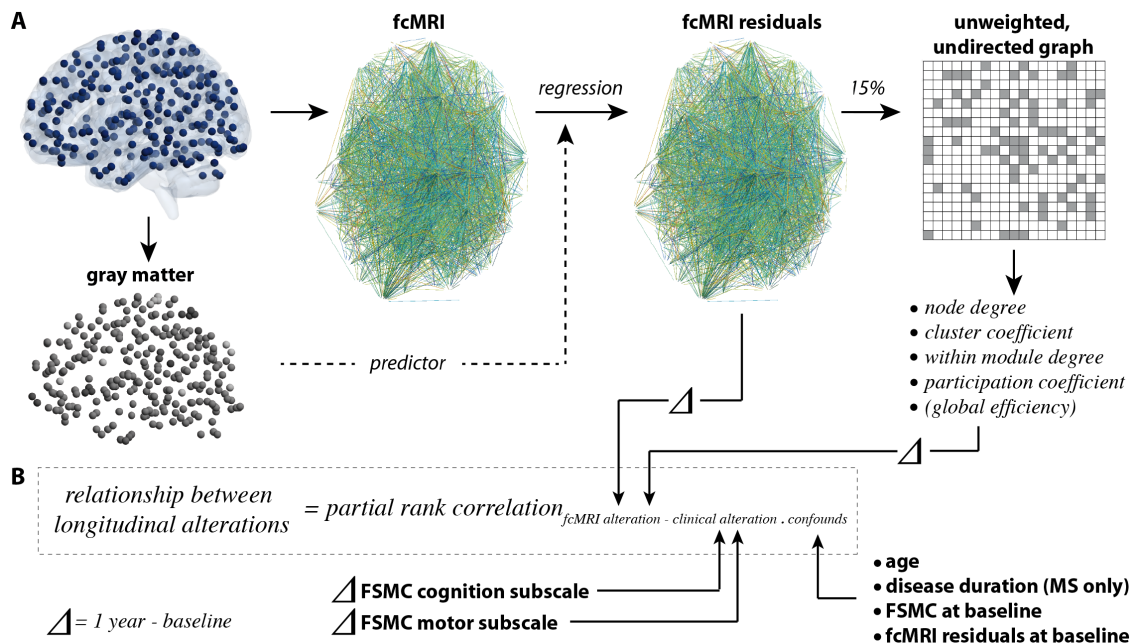 A
fcMRI
fcMRI residuals
unweighted,
undirected graph
regression
15%
gray matter
predictor
• node degree
• cluster coefficient
• within module degree
• participation coefficient
• (global efficiency)
B
relationship between
longitudinal alterations
= partial rank correlation fcMRI alteration - clinical alteration . confounds
• age
• disease duration (MS only)
• FSMC at baseline
• fcMRI residuals at baseline
⊿ FSMC cognition subscale
⊿ FSMC motor subscale
⊿ = 1 year - baseline